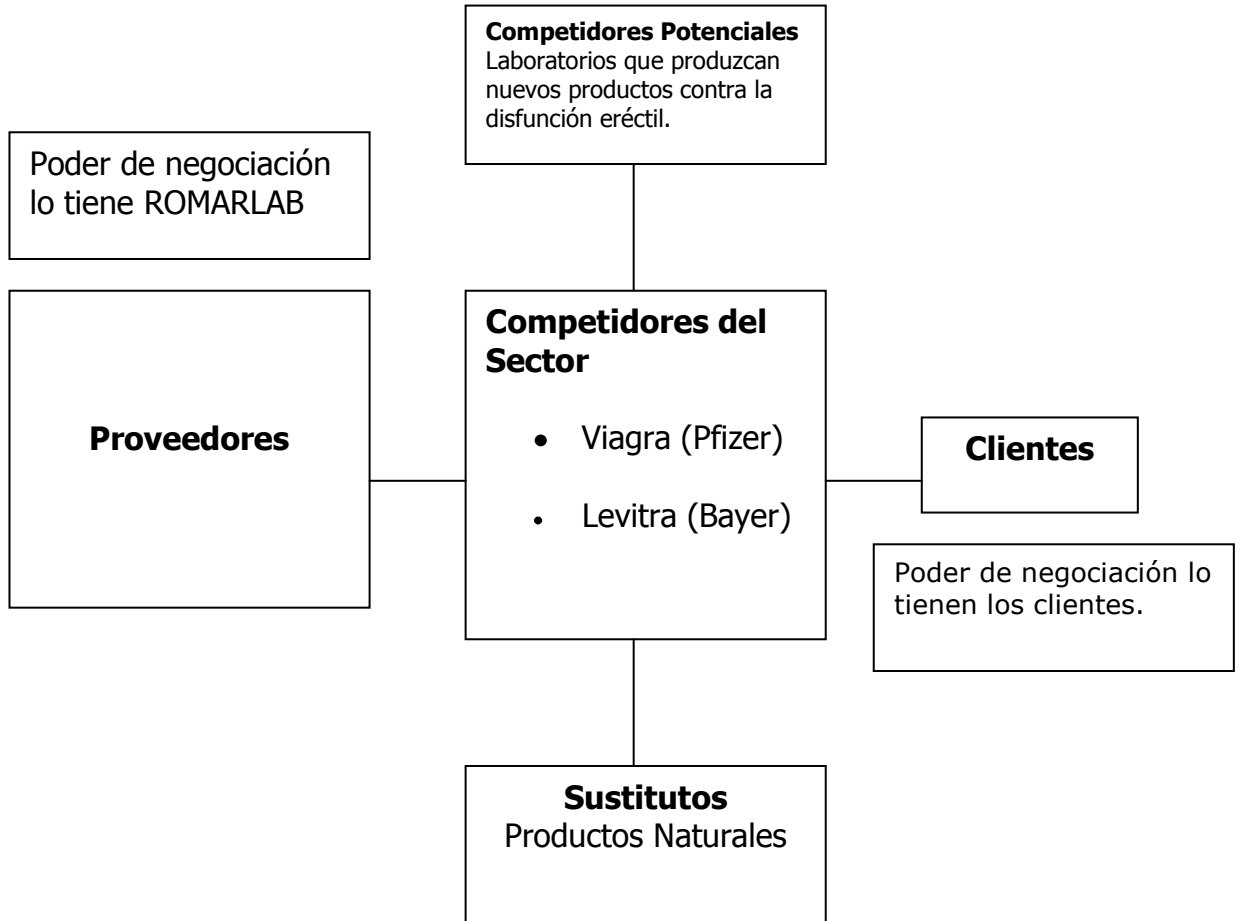 Competidores Potenciales
Laboratorios que produzcan
nuevos productos contra la
disfunción eréctil.
Poder de negociación
lo tiene ROMARLAB
Proveedores
Competidores del
Sector
● Viagra (Pfizer)
• Levitra (Bayer)
Clientes
Poder de negociación lo
tienen los clientes.
Sustitutos
Productos Naturales